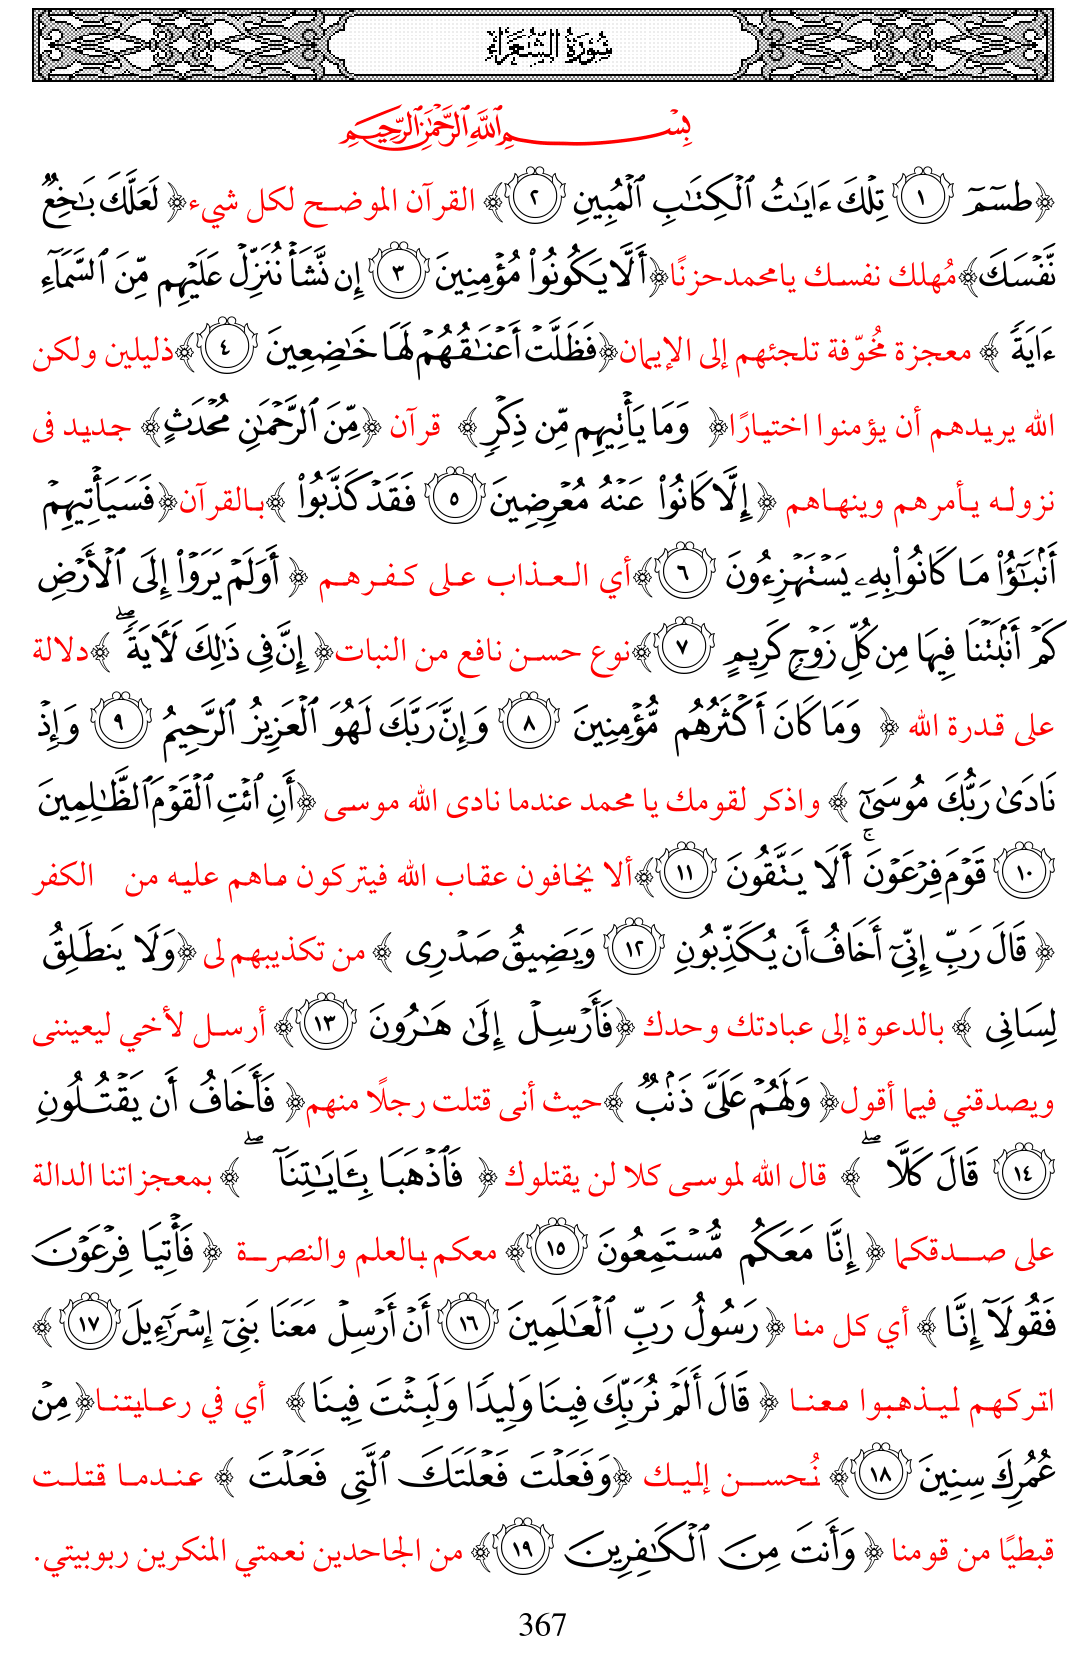 سُورَةُ الشُّعَرَاءِ
بِسْمِ ٱللَّهِ ٱلرَّحْمَٰنِ ٱلرَّحِيمِ
﴿طسٓمٓ ١ تِلْكَ ءَايَٰتُ ٱلْكِتَٰبِ ٱلْمُبِينِ ٢﴾ القرآن الموضح لكل شيء﴿ لَعَلَّكَ بَٰخِعٌ
نَّفْسَكَ﴾مُهلك نفسك يامحمدحزنًا﴿أَلَّا يَكُونُوا۟ مُؤْمِنِينَ ٣ إِن نَّشَأْ نُنَزِّلْ عَلَيْهِم مِّنَ ٱلسَّمَآءِ
ءَايَةً ﴾ معجزة مخُوّفة تلجئهم إلى الإيمان﴿فَظَلَّتْ أَعْنَٰقُهُمْ لَهَا خَٰضِعِينَ ٤﴾ذليلين ولكن
الله يريدهم أن يؤمنوا اختيارًا﴿ وَمَا يَأْتِيهِم مِّن ذِكْرٍ﴾ قرآن ﴿مِّنَ ٱلرَّحْمَٰنِ مُحْدَثٍ﴾ جديد فى
نزوله يأمرهم وينهاهم ﴿ إِلَّا كَانُوا۟ عَنْهُ مُعْرِضِينَ ٥ فَقَدْ كَذَّبُوا۟ ﴾بالقرآن﴿فَسَيَأْتِيهِمْ
أَنۢبَٰٓؤُا۟ مَا كَانُوا۟ بِهِۦ يَسْتَهْزِءُونَ ٦﴾أي العذاب على كفرهم ﴿ أَوَلَمْ يَرَوْا۟ إِلَى ٱلْأَرْضِ
كَمْ أَنۢبَتْنَا فِيهَا مِن كُلِّ زَوْجٍ كَرِيمٍ ٧﴾نوع حسن نافع من النبات﴿ إِنَّ فِى ذَٰلِكَ لَءَايَةً ۖ ﴾دلالة
على قدرة الله ﴿ وَمَا كَانَ أَكْثَرُهُم مُّؤْمِنِينَ ٨ وَإِنَّ رَبَّكَ لَهُوَ ٱلْعَزِيزُ ٱلرَّحِيمُ ٩ وَإِذْ
نَادَىٰ رَبُّكَ مُوسَىٰٓ ﴾ واذكر لقومك يا محمد عندما نادى الله موسى ﴿أَنِ ٱئْتِ ٱلْقَوْمَ ٱلظَّٰلِمِينَ
١٠ قَوْمَ فِرْعَوْنَ ۚ أَلَا يَتَّقُونَ ١١﴾ألا يخافون عقاب الله فيتركون ماهم عليه من الكفر
﴿ قَالَ رَبِّ إِنِّىٓ أَخَافُ أَن يُكَذِّبُونِ ١٢ وَيَضِيقُ صَدْرِى ﴾ من تكذيبهم لى ﴿وَلَا يَنطَلِقُ
لِسَانِى ﴾ بالدعوة إلى عبادتك وحدك ﴿فَأَرْسِلْ إِلَىٰ هَٰرُونَ ١٣﴾ أرسل لأخي ليعيننى
ويصدقني فيما أقول﴿ وَلَهُمْ عَلَىَّ ذَنۢبٌ ﴾حيث أنى قتلت رجلًا منهم﴿ فَأَخَافُ أَن يَقْتُلُونِ
١٤ قَالَ كَلَّا ۖ ﴾ قال الله لموسى كلا لن يقتلوك ﴿ فَٱذْهَبَا بِـَٔايَٰتِنَآ ۖ ﴾ بمعجزاتنا الدالة
على صدقكما ﴿ إِنَّا مَعَكُم مُّسْتَمِعُونَ ١٥﴾ معكم بالعلم والنصرة ﴿ فَأْتِيَا فِرْعَوْنَ
فَقُولَآ إِنَّا ﴾ أي كل منا ﴿ رَسُولُ رَبِّ ٱلْعَٰلَمِينَ ١٦ أَنْ أَرْسِلْ مَعَنَا بَنِىٓ إِسْرَٰٓءِيلَ ١٧ ﴾
اتركهم ليذهبوا معنا ﴿ قَالَ أَلَمْ نُرَبِّكَ فِينَا وَلِيدًا وَلَبِثْتَ فِينَا﴾ أي في رعايتنا﴿ مِنْ
عُمُرِكَ سِنِينَ ١٨﴾ نُحسن إليك ﴿وَفَعَلْتَ فَعْلَتَكَ ٱلَّتِى فَعَلْتَ ﴾ عندما قتلت
قبطيًا من قومنا ﴿ وَأَنتَ مِنَ ٱلْكَٰفِرِينَ ١٩﴾ من الجاحدين نعمتي المنكرين ربوبيتي.
367